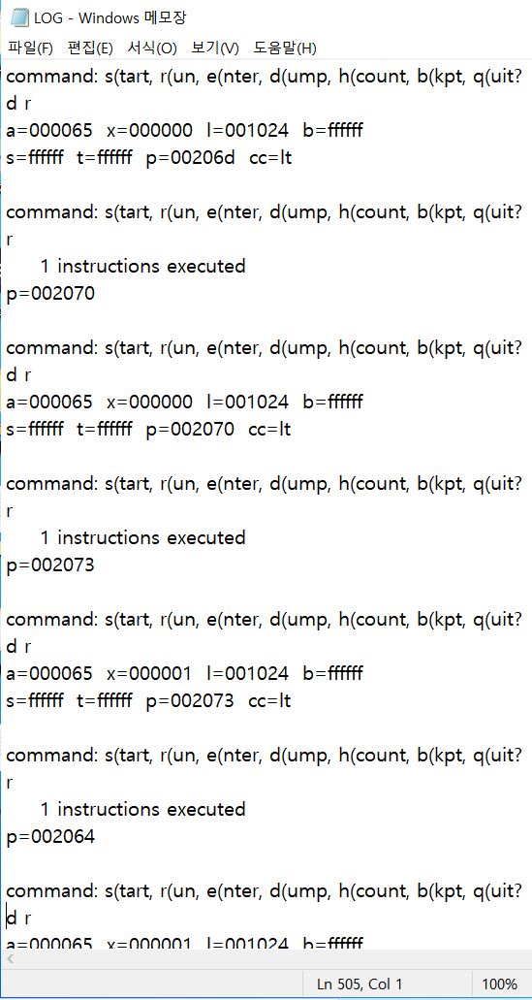 LOG - Windows 메모장
파일(F) 편집(E) 서식(O) 보기(V) 도움말(H)
command: s(tart, r(un, e(nter, d(ump, h(count, b(kpt, q(uit?
d r
a=000065 x=000000 l=001024 b=ffffff
s=ffffff t=ffffff p=00206d cc=lt
command: s(tart, r(un, e(nter, d(ump, h(count, b(kpt, q(uit?
r
1 instructions executed
p=002070
command: s(tart, r(un, e(nter, d(ump, h(count, b(kpt, q(uit?
d r
a=000065 x=000000 l=001024 b=ffffff
s=ffffff t=ffffff p=002070 cc=lt
command: s(tart, r(un, e(nter, d(ump, h(count, b(kpt, q(uit?
r
1 instructions executed
p=002073
command: s(tart, r(un, e(nter, d(ump, h(count, b(kpt, q(uit?
d r
a=000065 x=000001 l=001024 b=ffffff
s=ffffff t=ffffff p=002073 cc=lt
command: s(tart, r(un, e(nter, d(ump, h(count, b(kpt, q(uit?
r
1 instructions executed
p=002064
command: s(tart, r(un, e(nter, d(ump, h(count, b(kpt, q(uit?
d r
a=000065 x=000001 l=001024 b=ffffff
Ln 505, Col 1 100%